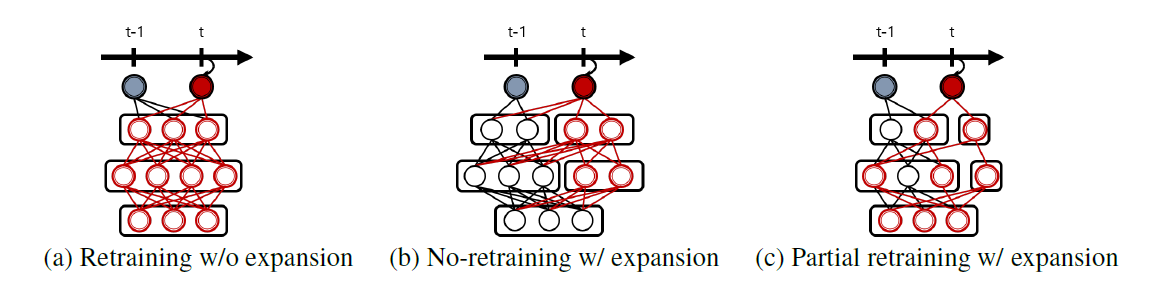 t-1 t
t-1 t
t-1 t
(a) Retraining w/o expansion
(b) No-retraining w/ expansion
(c) Partial retraining w/ expansion